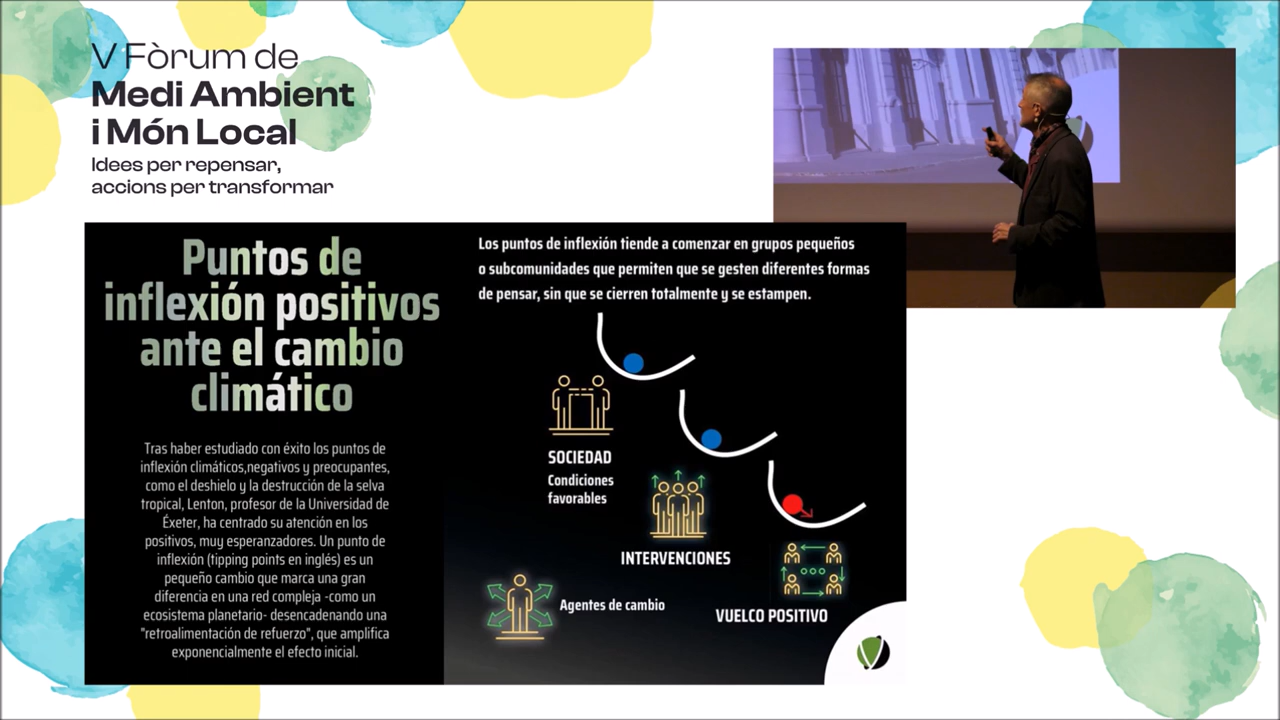 V Fòrum de
Medi Ambient
i Món Local
Idees per repensar,
accions per transformar
Puntos de
inflexión positivos
ante el cambio
climático
Tras haber estudiado con éxito los puntos de
inflexión climáticos,negativos y preocupantes,
como el deshielo y la destrucción de la selva
tropical, Lenton, profesor de la Universidad de
Éxeter, ha centrado su atención en los
positivos, muy esperanzadores. Un punto de
inflexión (tipping points en inglés) es un
pequeño cambio que marca una gran
diferencia en una red compleja -como un
ecosistema planetario- desencadenando una
"retroalimentación de refuerzo", que amplifica
exponencialmente el efecto inicial.
Los puntos de inflexión tiende a comenzar en grupos pequeños
o subcomunidades que permiten que se gesten diferentes formas
de pensar, sin que se cierren totalmente y se estampen.
SOCIEDAD
Condiciones
favorables
INTERVENCIONES
Agentes de cambio
VUELCO POSITIVO